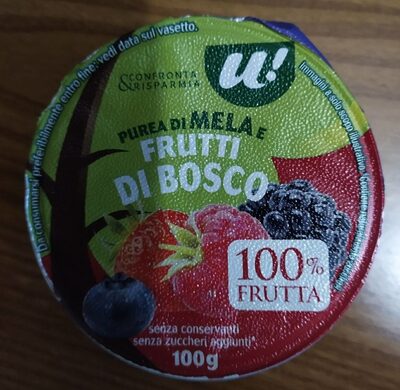 Da consumarsi preferibilmente entro fine: vedi data sul vasetto.
CONFRONTA
& RISPARMIA
U!
PUREA DI MELA E
FRUTTI
DI BOSCO
100%
FRUTTA
senza conservanti
senza zuccheri aggiunti*
100g